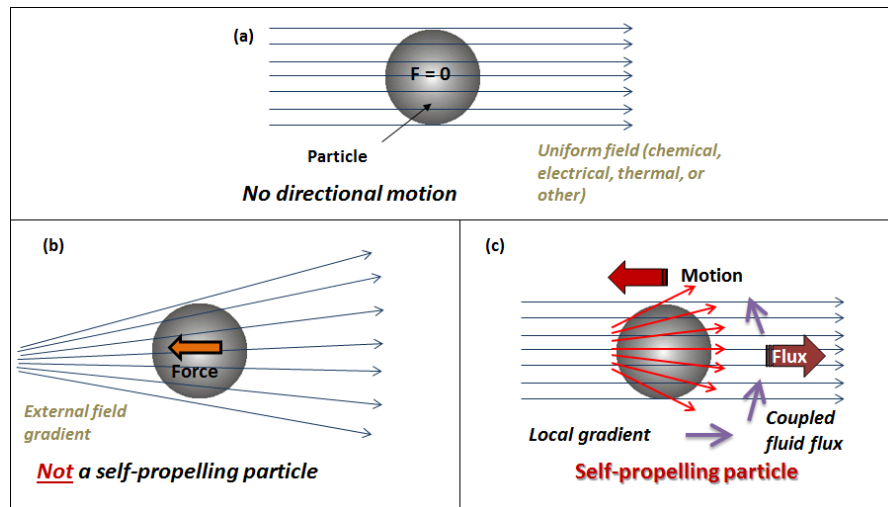 (a)
F = 0
Particle
Uniform field (chemical,
electrical, thermal, or
other)
No directional motion
(b)
Force
External field
gradient
Not a self-propelling particle
(c)
Motion
Flux
Local gradient
Coupled
fluid flux
Self-propelling particle